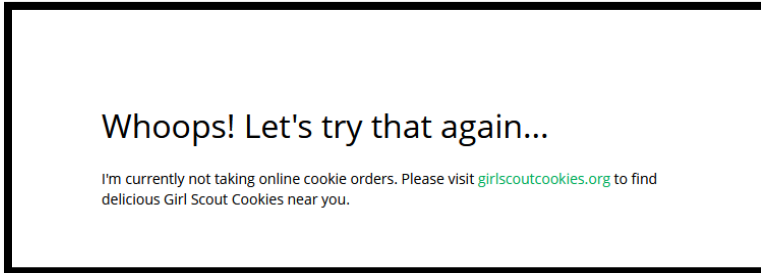 Whoops! Let's try that again...
I'm currently not taking online cookie orders. Please visit girlscoutcookies.org to find
delicious Girl Scout Cookies near you.